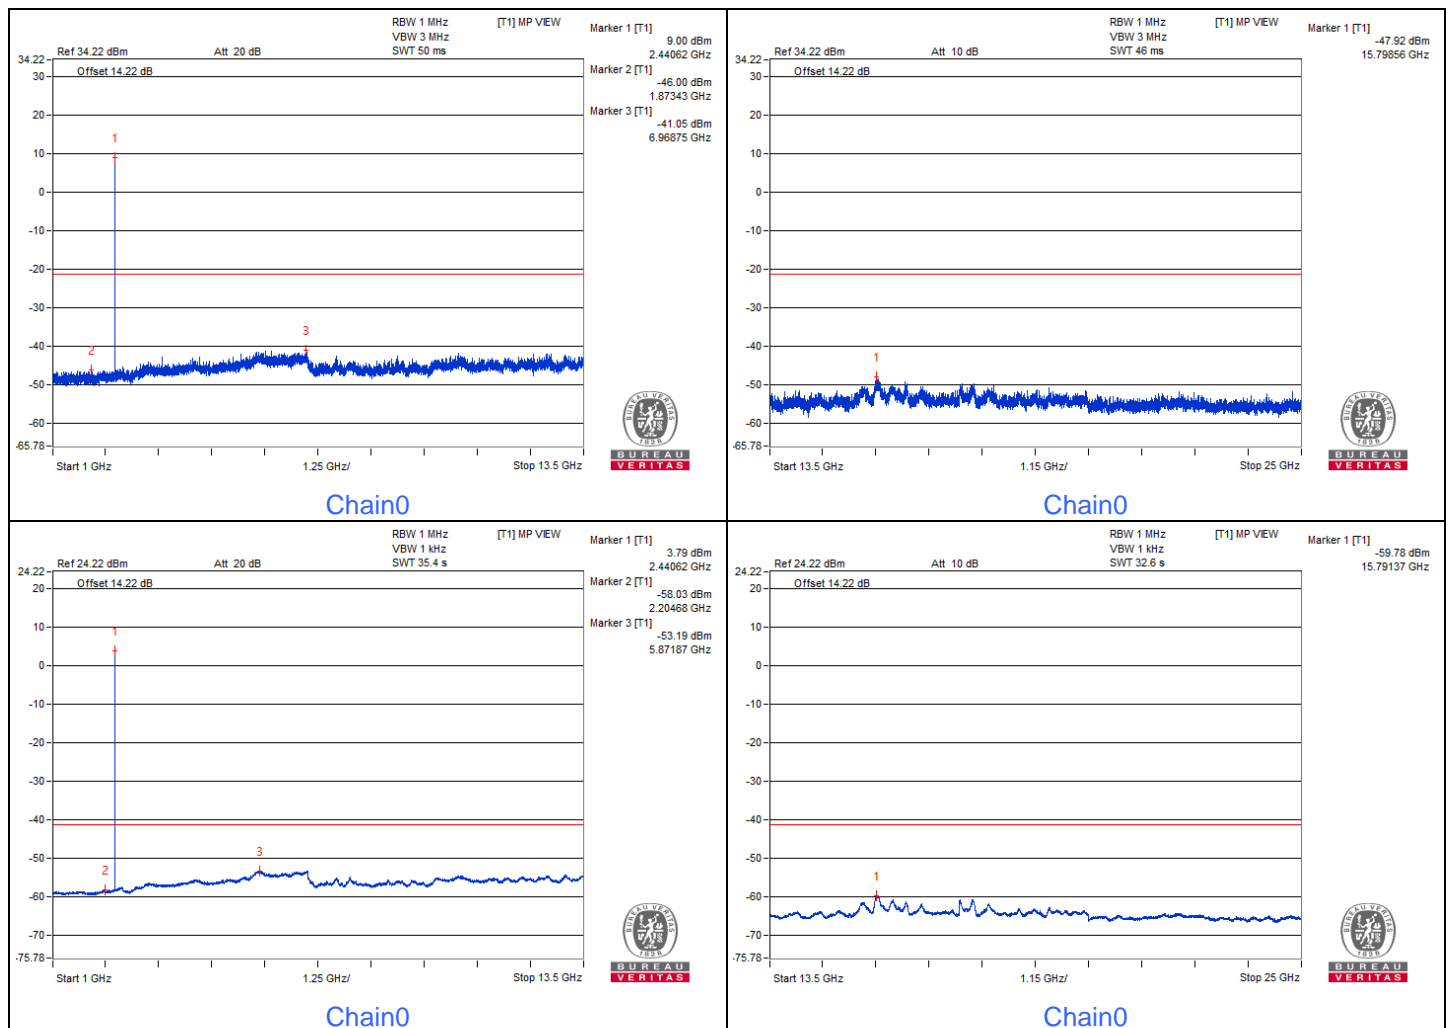 RBW 1 MHz [T1] MP VIEW
VBW 3 MHz
Ref 34.22 dBm Att 20 dB SWT 50 ms
Marker 1 [T1]
9.00 dBm
2.44062 GHz
Marker 2 [T1]
-46.00 dBm
1.87343 GHz
Marker 3 [T1]
-41.05 dBm
6.96875 GHz
34.22
Offset 14.22 dB
30
20
1
10
0
-10
-20
-30
3
-40
2
-50
-60
-65.78
Start 1 GHz 1.25 GHz/ Stop 13.5 GHz
BUREAU VERITAS
1828
BUREAU
VERITAS
Chain0
RBW 1 MHz [T1] MP VIEW
VBW 3 MHz
Ref 34.22 dBm Att 10 dB SWT 46 ms
Marker 1 [T1]
-47.92 dBm
15.79856 GHz
34.22
Offset 14.22 dB
30
20
10
0
-10
-20
-30
-40
1
-50
-60
-65.78
Start 13.5 GHz 1.15 GHz/ Stop 25 GHz
BUREAU VERITAS
1828
BUREAU
VERITAS
Chain0
RBW 1 MHz [T1] MP VIEW
VBW 1 kHz
Ref 24.22 dBm Att 20 dB SWT 35.4 s
Marker 1 [T1]
3.79 dBm
2.44062 GHz
Marker 2 [T1]
-58.03 dBm
2.20468 GHz
Marker 3 [T1]
-53.19 dBm
5.87187 GHz
24.22
Offset 14.22 dB
20
10
1
0
-10
-20
-30
-40
-50
3
2
-60
-70
-75.78
Start 1 GHz 1.25 GHz/ Stop 13.5 GHz
BUREAU VERITAS
1828
BUREAU
VERITAS
Chain0
RBW 1 MHz [T1] MP VIEW
VBW 1 kHz
Ref 24.22 dBm Att 10 dB SWT 32.6 s
Marker 1 [T1]
-59.78 dBm
15.79137 GHz
24.22
Offset 14.22 dB
20
10
0
-10
-20
-30
-40
-50
1
-60
-70
-75.78
Start 13.5 GHz 1.15 GHz/ Stop 25 GHz
BUREAU VERITAS
1828
BUREAU
VERITAS
Chain0